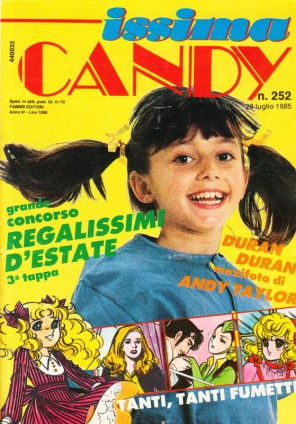 440032
issima
CANDY
Sped. in abb. post. Gr. II/70
FABBRI EDITORI
Anno 6° - Lire 1500
n. 252
28 luglio 1985
grande
concorso
REGALISSIMI
D'ESTATE
3ª tappa
DURAN
DURAN
maxifoto di
ANDY TAYLOR
TANTI, TANTI FUMETTI